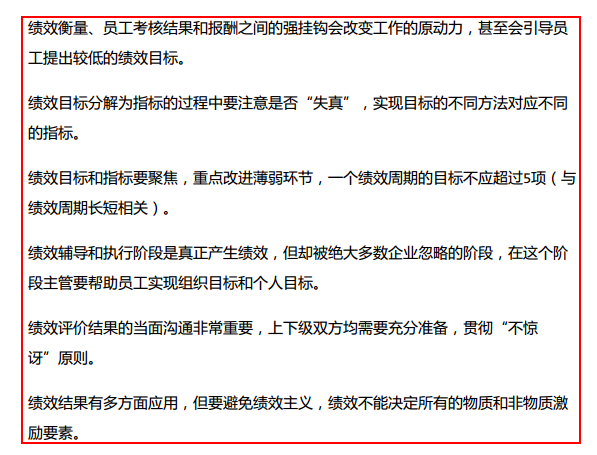 绩效衡量、员工考核结果和报酬之间的强挂钩会改变工作的原动力，甚至会引导员
工提出较低的绩效目标。
绩效目标分解为指标的过程中要注意是否“失真”，实现目标的不同方法对应不同
的指标。
绩效目标和指标要聚焦，重点改进薄弱环节，一个绩效周期的目标不应超过5项（与
绩效周期长短相关）。
绩效辅导和执行阶段是真正产生绩效，但却被绝大多数企业忽略的阶段，在这个阶
段主管要帮助员工实现组织目标和个人目标。
绩效评价结果的当面沟通非常重要，上下级双方均需要充分准备，贯彻“不惊
讶”原则。
绩效结果有多方面应用，但要避免绩效主义，绩效不能决定所有的物质和非物质激
励要素。